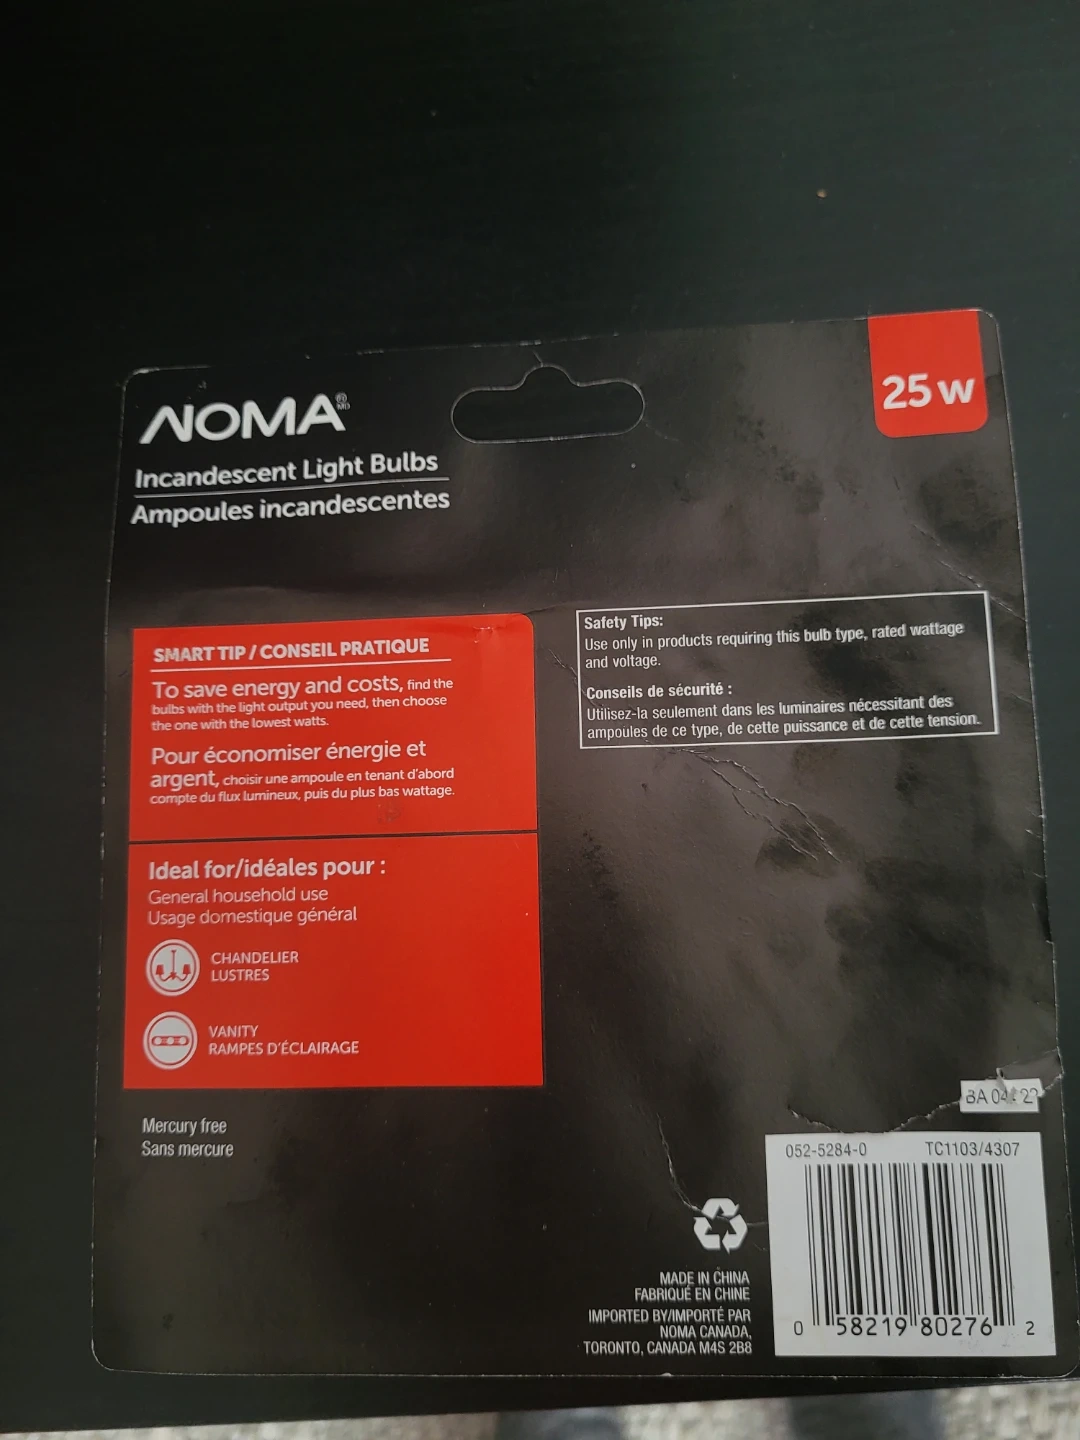 NOMA® MD
25 W
Incandescent Light Bulbs
Ampoules incandescentes
SMART TIP / CONSEIL PRATIQUE
To save energy and costs, find the
bulbs with the light output you need, then choose
the one with the lowest watts.
Pour économiser énergie et
argent, choisir une ampoule en tenant d'abord
compte du flux lumineux, puis du plus bas wattage.
Safety Tips:
Use only in products requiring this bulb type, rated wattage
and voltage.
Conseils de sécurité :
Utilisez-la seulement dans les luminaires nécessitant des
ampoules de ce type, de cette puissance et de cette tension.
Ideal for/idéales pour :
General household use
Usage domestique général
CHANDELIER
LUSTRES
VANITY
RAMPES D'ÉCLAIRAGE
Mercury free
Sans mercure
MADE IN CHINA
FABRIQUÉ EN CHINE
IMPORTED BY/IMPORTÉ PAR
NOMA CANADA,
TORONTO, CANADA M4S 2B8
BA
052-5284-0 TC1103/4307
0 58219 80276 2